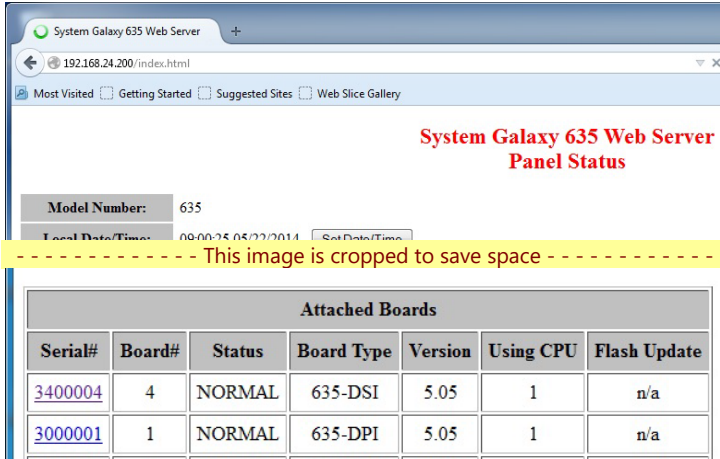 System Galaxy 635 Web Server
192.168.24.200/index.html
Most Visited Getting Started Suggested Sites Web Slice Gallery
System Galaxy 635 Web Server
Panel Status
Model Number: 635
Local Date/Time: 09:00:25 05/22/2014 Set Date/Time
- - - - - - - - - - - - - This image is cropped to save space - - - - - - - - - - - -
Attached Boards
Serial# Board# Status Board Type Version Using CPU Flash Update
3400004 4 NORMAL 635-DSI 5.05 1 n/a
3000001 1 NORMAL 635-DPI 5.05 1 n/a